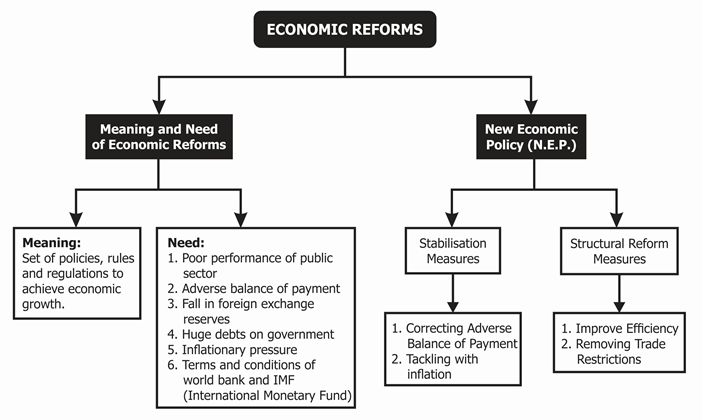 ECONOMIC REFORMS
Meaning and Need
of Economic Reforms
New Economic
Policy (N.E.P.)
Meaning:
Set of policies, rules
and regulations to
achieve economic
growth.
Need:
1. Poor performance of public
sector
2. Adverse balance of payment
3. Fall in foreign exchange
reserves
4. Huge debts on government
5. Inflationary pressure
6. Terms and conditions of
world bank and IMF
(International Monetary Fund)
Stabilisation
Measures
Structural Reform
Measures
1. Correcting Adverse
Balance of Payment
2. Tackling with
inflation
1. Improve Efficiency
2. Removing Trade
Restrictions